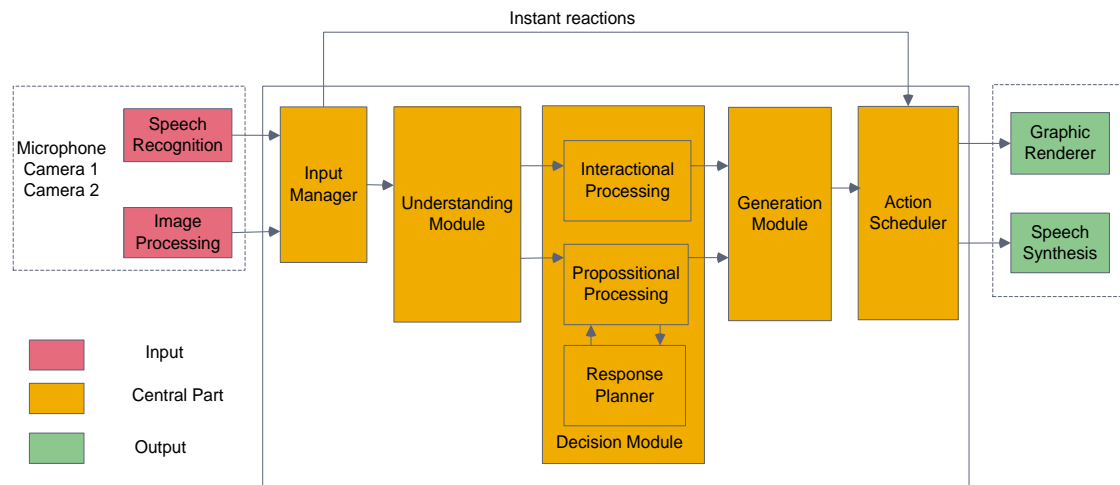 Instant reactions
Microphone
Camera 1
Camera 2
Speech
Recognition
Image
Processing
Input
Manager
Understanding
Module
Interactional
Processing
Propossitional
Processing
Response
Planner
Decision Module
Generation
Module
Action
Scheduler
Graphic
Renderer
Speech
Synthesis
Input
Central Part
Output